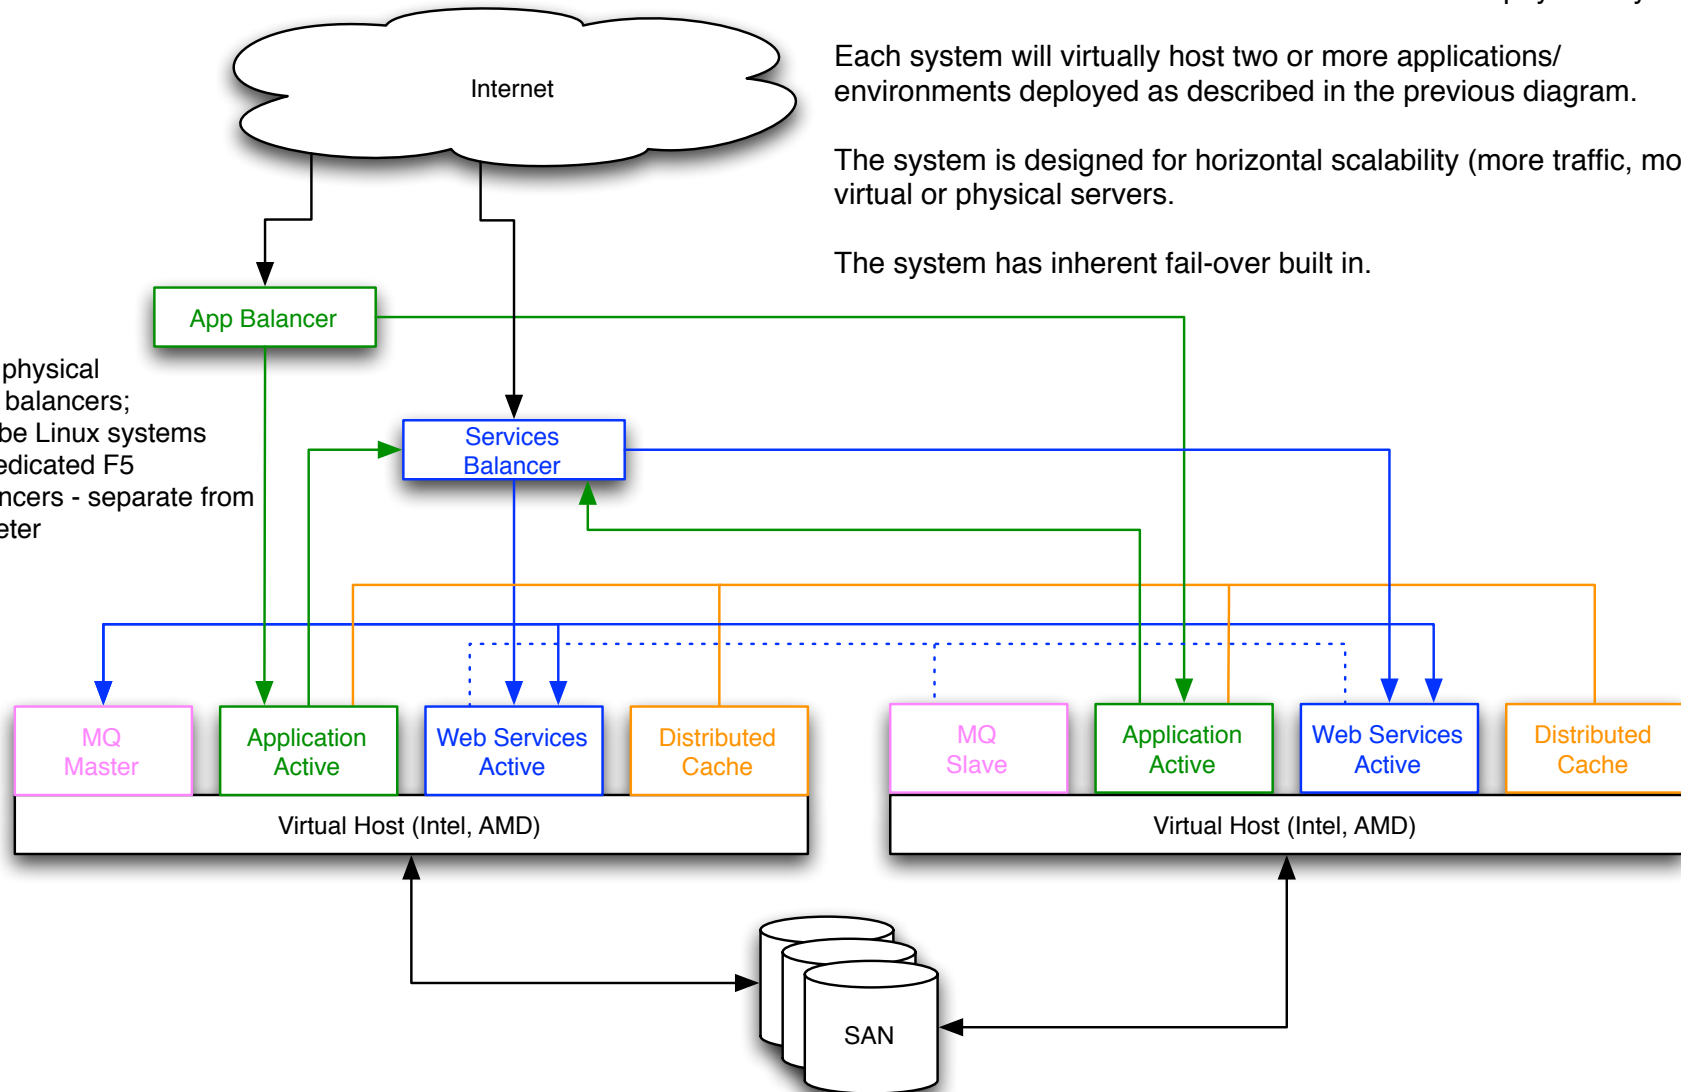 Each system will virtually host two or more applications/
environments deployed as described in the previous diagram.
The system is designed for horizontal scalability (more traffic,
virtual or physical servers.
The system has inherent fail-over built in.
Internet
App Balancer
physical
balancers;
be Linux systems
F5
- separate from
Services
Balancer
MQ
Master
Application
Active
Web Services
Active
Distributed
Cache
MQ
Slave
Application
Active
Web Services
Active
Distributed
Cache
Virtual Host (Intel, AMD)
Virtual Host (Intel, AMD)
SAN